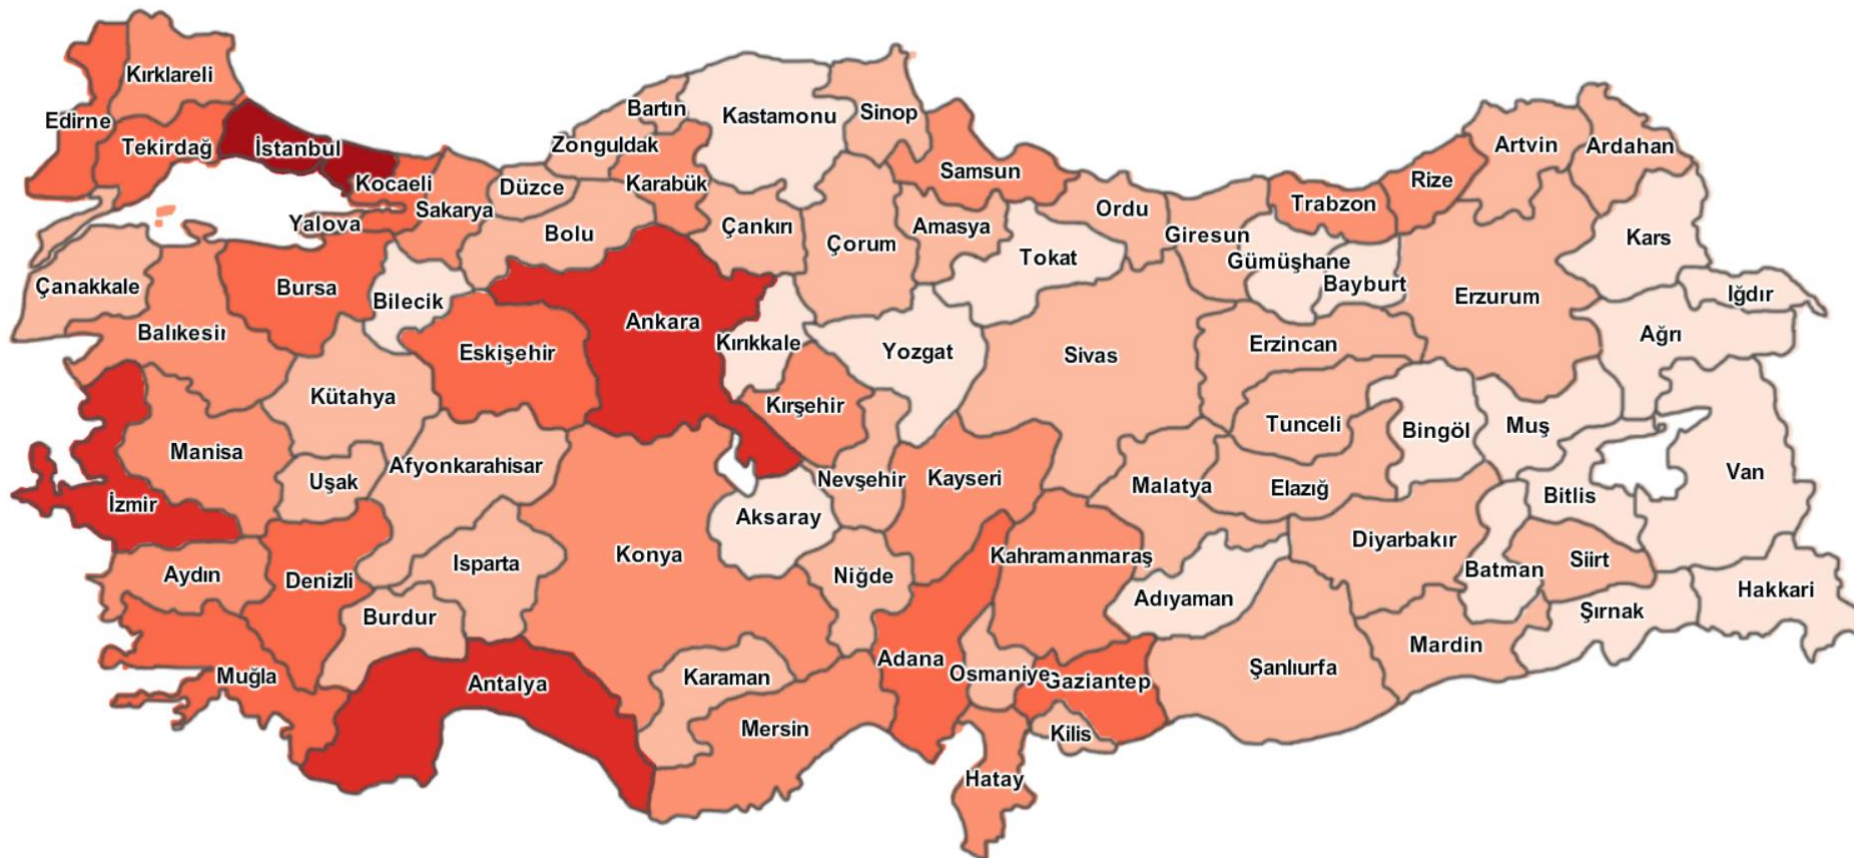 Kırklareli
Edirne
Tekirdağ
İstanbul
Kocaeli
Yalova
Sakarya
Düzce
Zonguldak
Bartın
Karabük
Kastamonu
Sinop
Samsun
Bolu
Çankırı
Çorum
Amasya
Ordu
Giresun
Trabzon
Rize
Artvin
Ardahan
Kars
Iğdır
Ağrı
Erzurum
Bayburt
Gümüşhane
Tokat
Çanakkale
Balıkesir
Bursa
Bilecik
Eskişehir
Ankara
Kırıkkale
Yozgat
Sivas
Erzincan
Tunceli
Bingöl
Muş
Van
Bitlis
Kütahya
Manisa
Uşak
Afyonkarahisar
Kırşehir
Nevşehir
Kayseri
Malatya
Elazığ
İzmir
Aydın
Denizli
Isparta
Burdur
Konya
Aksaray
Niğde
Kahramanmaraş
Adıyaman
Diyarbakır
Batman
Siirt
Şırnak
Hakkari
Mardin
Şanlıurfa
Muğla
Antalya
Karaman
Mersin
Adana
Osmaniye
Gaziantep
Kilis
Hatay